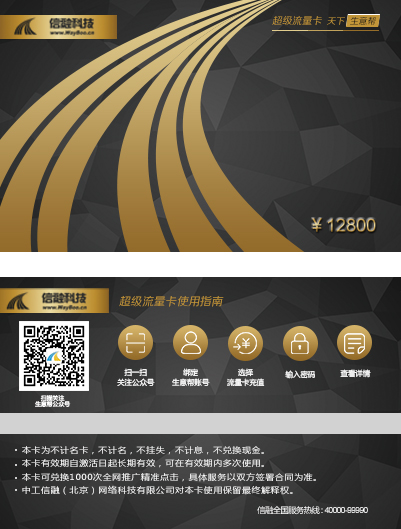 信融科技
www.WayBoo.cn
超级流量卡 天下 生意帮
¥12800
信融科技
www.WayBoo.cn
超级流量卡使用指南
扫一扫
关注公众号
绑定
生意帮账号
选择
流量卡充值
输入密码
查看详情
扫描关注
生意帮公众号
·本卡为不计名卡，不计名，不挂失，不计息，不兑换现金。
·本卡有效期自激活日起长期有效，可在有效期内多次使用。
·本卡可兑换1000次全网推广精准点击，具体服务以双方签署合同为准。
·中工信融（北京）网络科技有限公司对本卡使用保留最终解释权。
信融全国服务热线：40000-69990